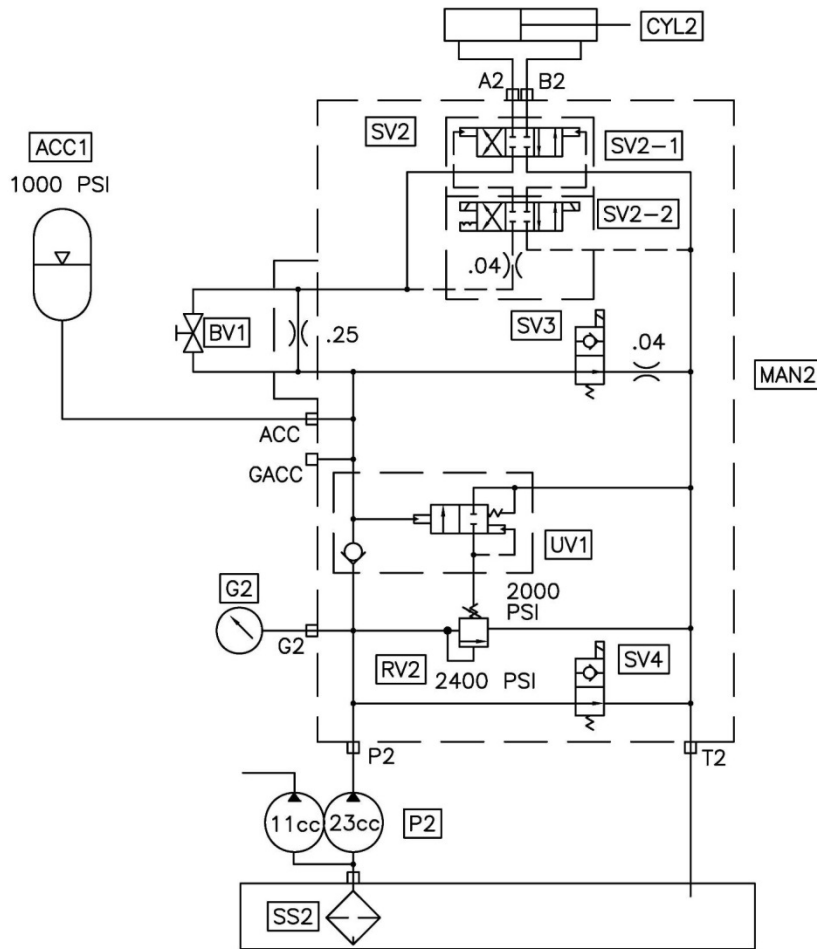 CYL2
A2
B2
SV2
SV2-1
ACC1
1000 PSI
SV2-2
.04
SV3
BV1
.25
.04
MAN2
ACC
GACC
UV1
G2
2000
PSI
G2
RV2
2400 PSI
SV4
P2
T2
11cc
23cc
P2
SS2